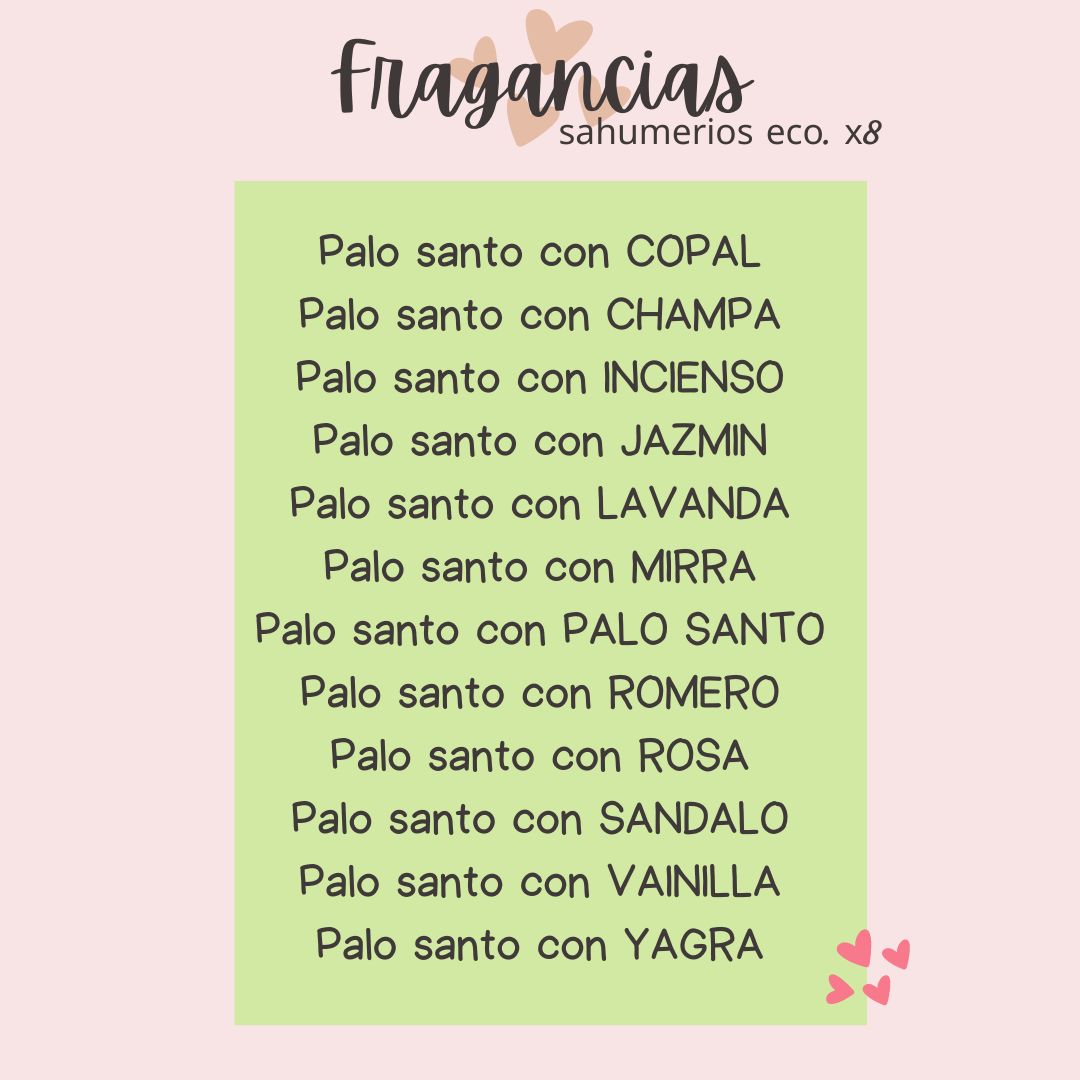 Fragancias
sahumerios eco. x8
Palo santo con COPAL
Palo santo con CHAMPA
Palo santo con INCIENSO
Palo santo con JAZMIN
Palo santo con LAVANDA
Palo santo con MIRRA
Palo santo con PALO SANTO
Palo santo con ROMERO
Palo santo con ROSA
Palo santo con SANDALO
Palo santo con VAINILLA
Palo santo con YAGRA